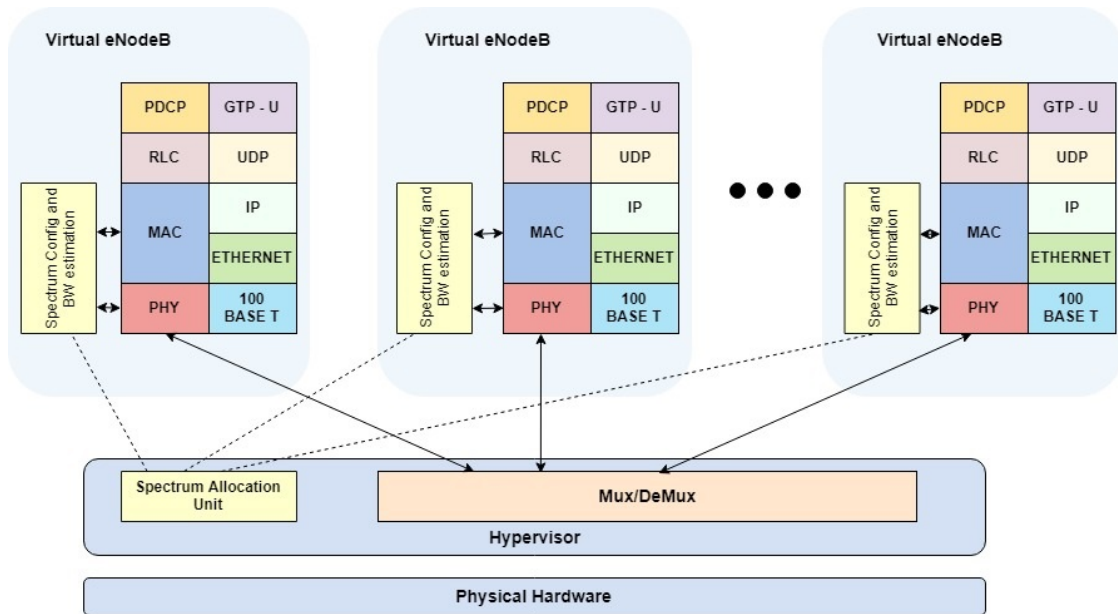 Virtual eNodeB
Virtual eNodeB
Virtual eNodeB
PDCP
GTP - U
RLC
UDP
MAC
IP
ETHERNET
PHY
100
BASE T
Spectrum Config and
BW estimation
PDCP
GTP - U
RLC
UDP
MAC
IP
ETHERNET
PHY
100
BASE T
Spectrum Config and
BW estimation
PDCP
GTP - U
RLC
UDP
MAC
IP
ETHERNET
PHY
100
BASE T
Spectrum Config and
BW estimation
Spectrum Allocation
Unit
Mux/DeMux
Hypervisor
Physical Hardware